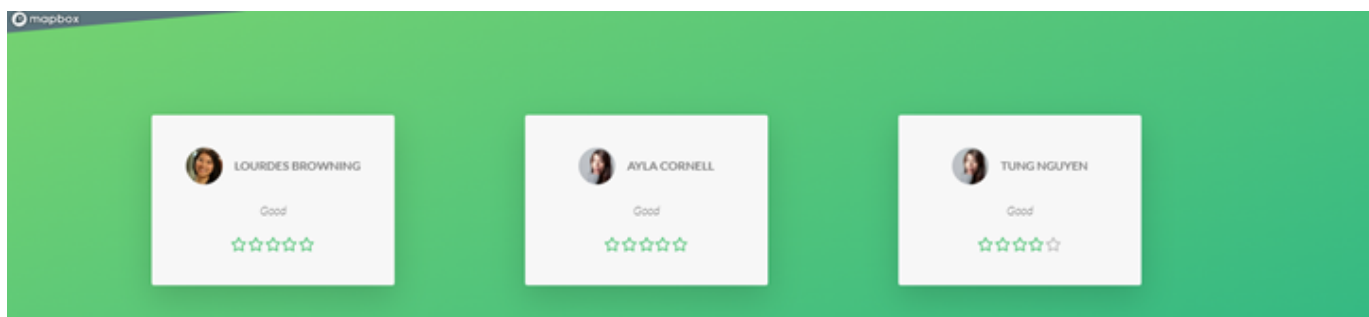 mapbox
LOURDES BROWNING
Good
AYLA CORNELL
Good
TUNG NGUYEN
Good